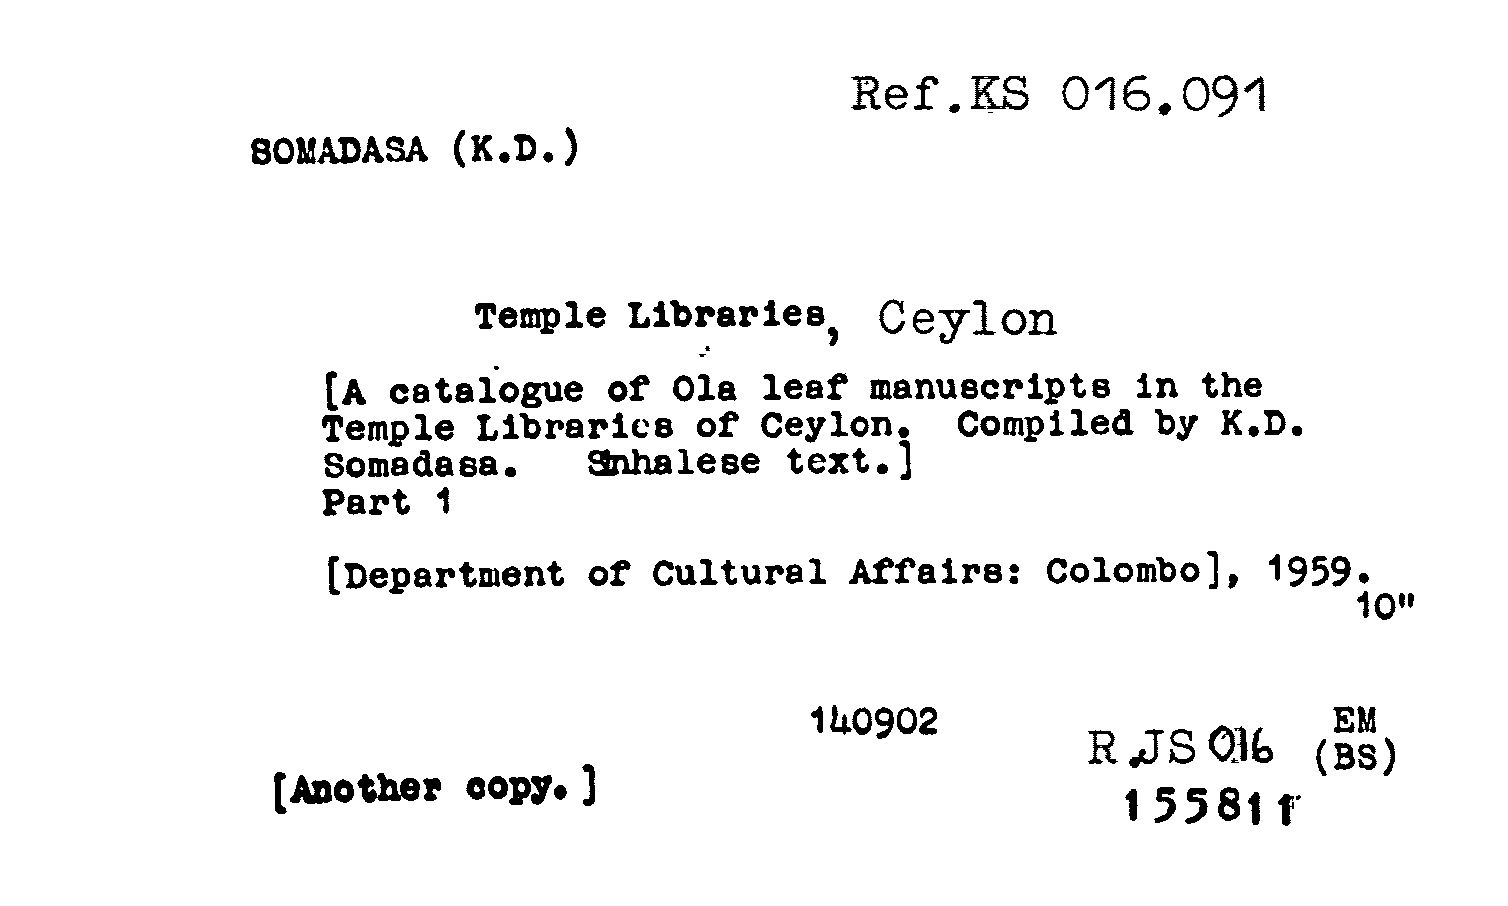 Ref.KS 016.091
SOMADASA (K.D.)
Temple Libraries, Ceylon
[A catalogue of Ola leaf manuscripts in the
Temple Libraries of Ceylon. Compiled by K.D.
Somadasa. Sinhalese text.]
Part 1
[Department of Cultural Affairs: Colombo], 1959.
10"
140902
EM
R.JS 016 (BS)
[Another copy.]
155811